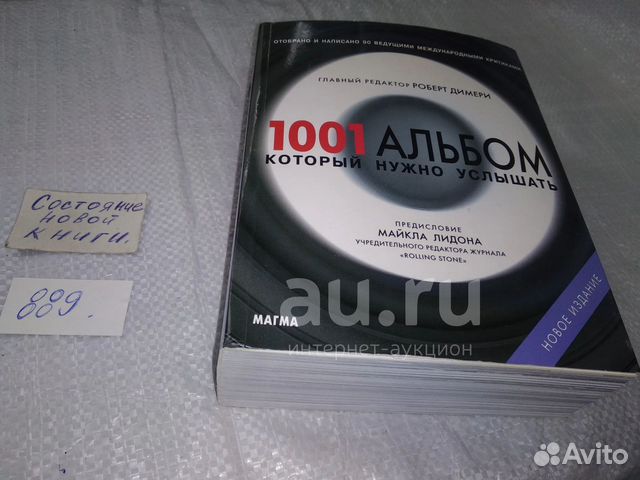 ОТОБРАНО И НАПИСАНО 90 ВЕДУЩИМИ МЕЖДУНАРОДНЫМИ КРИТИКАМИ
ГЛАВНЫЙ РЕДАКТОР РОБЕРТ ДИМЕРИ
1001 АЛЬБОМ
КОТОРЫЙ НУЖНО УСЛЫШАТЬ
ПРЕДИСЛОВИЕ
МАЙКЛА ЛИДОНА
УЧРЕДИТЕЛЬНОГО РЕДАКТОРА ЖУРНАЛА
«ROLLING STONE»
МАГМА
НОВОЕ ИЗДАНИЕ
Состояние
новой
книги.
889.
au.ru
интернет-аукцион
Avito